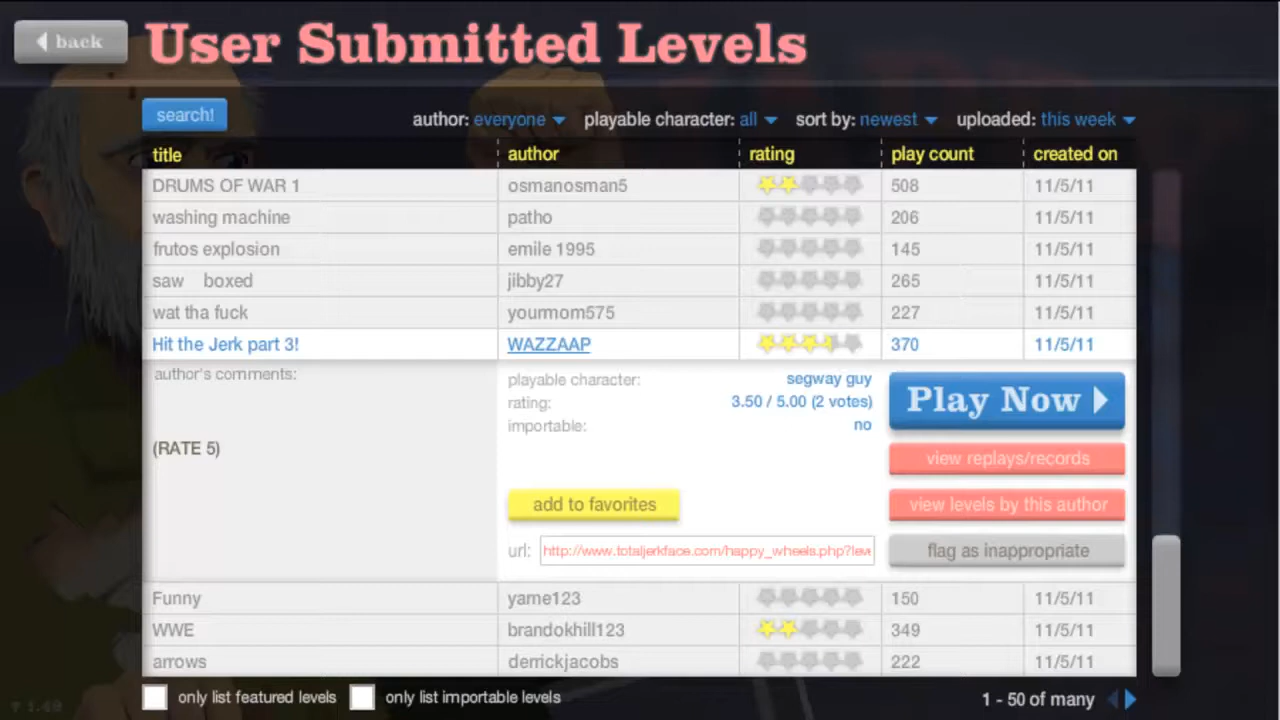 back
User Submitted Levels
search!
author: everyone playable character: all sort by: newest uploaded: this week
title author rating play count created on
DRUMS OF WAR 1 osmanosman5 508 11/5/11
washing machine patho 206 11/5/11
frutos explosion emile 1995 145 11/5/11
saw boxed jibby27 265 11/5/11
wat tha fuck yourmom575 227 11/5/11
Hit the Jerk part 3! WAZZAAP 370 11/5/11
author's comments:
(RATE 5)
playable character: segway guy
rating: 3.50 / 5.00 (2 votes)
importable: no
add to favorites
url: http://www.totaljerkface.com/happy_wheels.php?leve
Play Now
view replays/records
view levels by this author
flag as inappropriate
Funny yame123 150 11/5/11
WWE brandokhill123 349 11/5/11
arrows derrickjacobs 222 11/5/11
only list featured levels only list importable levels
1 - 50 of many